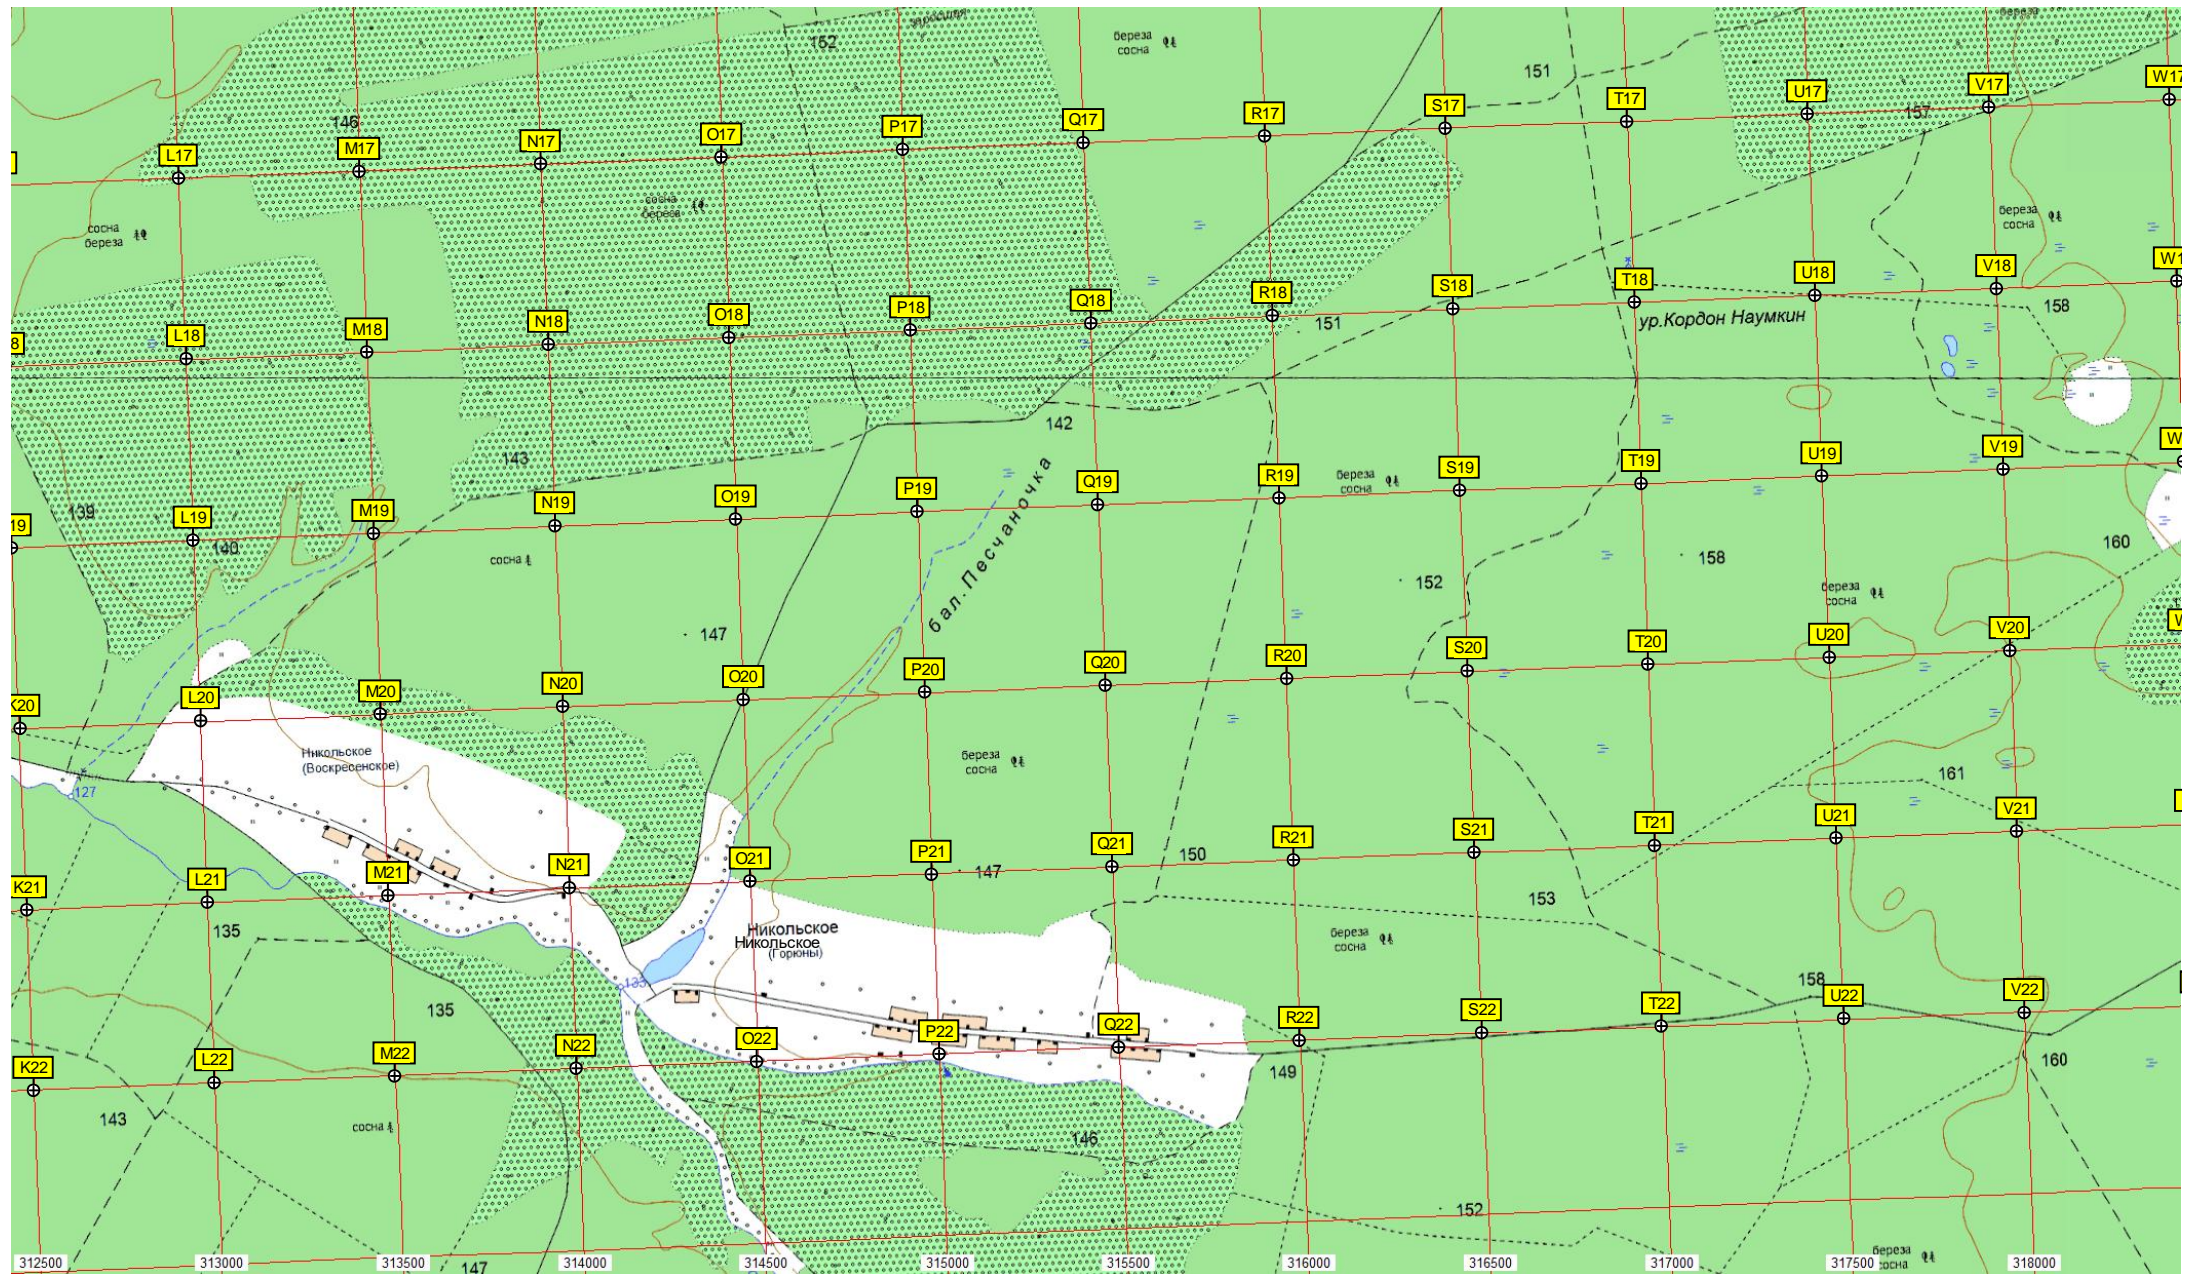 152
береза
сосна
151
береза
146
L17
M17
N17
O17
P17
Q17
R17
S17
T17
U17
V17
W17
157
сосна
береза
сосна
береза
береза
сосна
8
L18
M18
N18
O18
P18
Q18
R18
S18
T18
U18
V18
W1
151
ур.Кордон Наумкин
158
142
143
139
140
19
L19
M19
N19
O19
P19
Q19
R19
S19
T19
U19
V19
W
береза
сосна
сосна
бал.Песчаночка
152
158
160
береза
сосна
147
K20
L20
M20
N20
O20
P20
Q20
R20
S20
T20
U20
V20
W
Никольское
(Воскресенское)
береза
сосна
127
161
K21
L21
M21
N21
O21
P21
Q21
R21
S21
T21
U21
V21
147
150
153
135
Никольское
Никольское
(Горюны)
береза
сосна
133
135
158
K22
L22
M22
N22
O22
P22
Q22
R22
S22
T22
U22
V22
149
160
143
сосна
146
152
147
береза
сосна
312500
313000
313500
314000
314500
315000
315500
316000
316500
317000
317500
318000